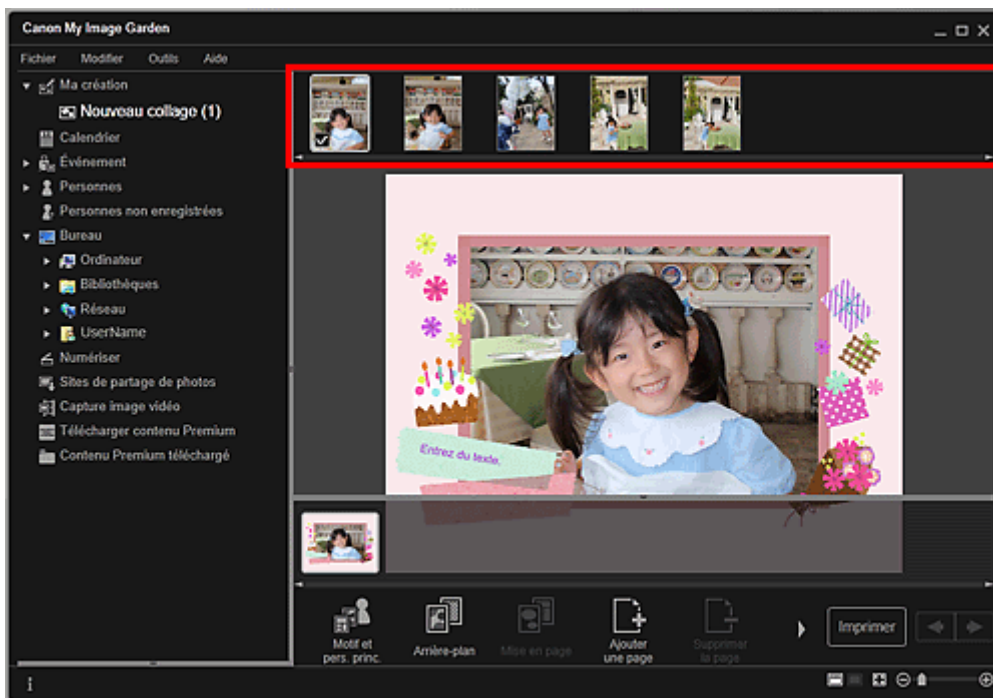 Canon My Image Garden
Fichier Modifier Outils Aide
Ma création
Nouveau collage (1)
Calendrier
Événement
Personnes
Personnes non enregistrées
Bureau
Ordinateur
Bibliothèques
Réseau
UserName
Numériser
Sites de partage de photos
Capture image vidéo
Télécharger contenu Premium
Contenu Premium téléchargé
Entrez du texte.
Motif et
pers. princ.
Arrière-plan
Mise en page
Ajouter
une page
Supprimer
la page
Imprimer